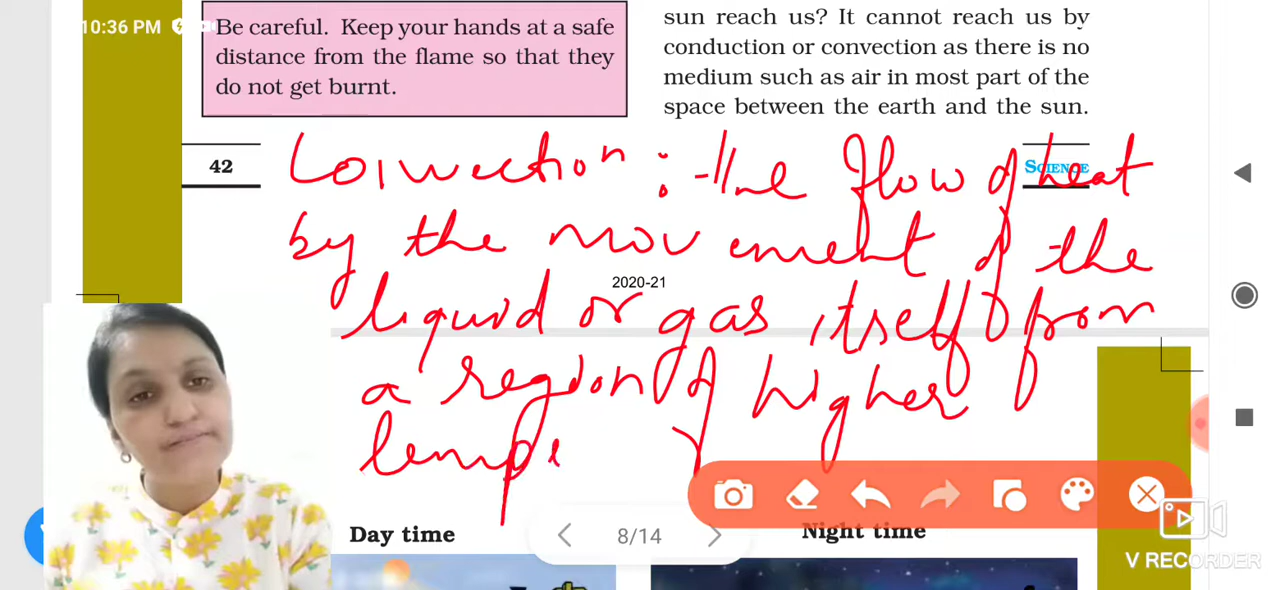 10:36 PM
Be careful. Keep your hands at a safe
distance from the flame so that they
do not get burnt.
sun reach us? It cannot reach us by
conduction or convection as there is no
medium such as air in most part of the
space between the earth and the sun.
42
SCIENCE
Convection :- The flow of heat
by the movement of the
2020-21
liquid or gas itself from
a region of higher
tempe
Day time
8/14
Night time
V RECORDER